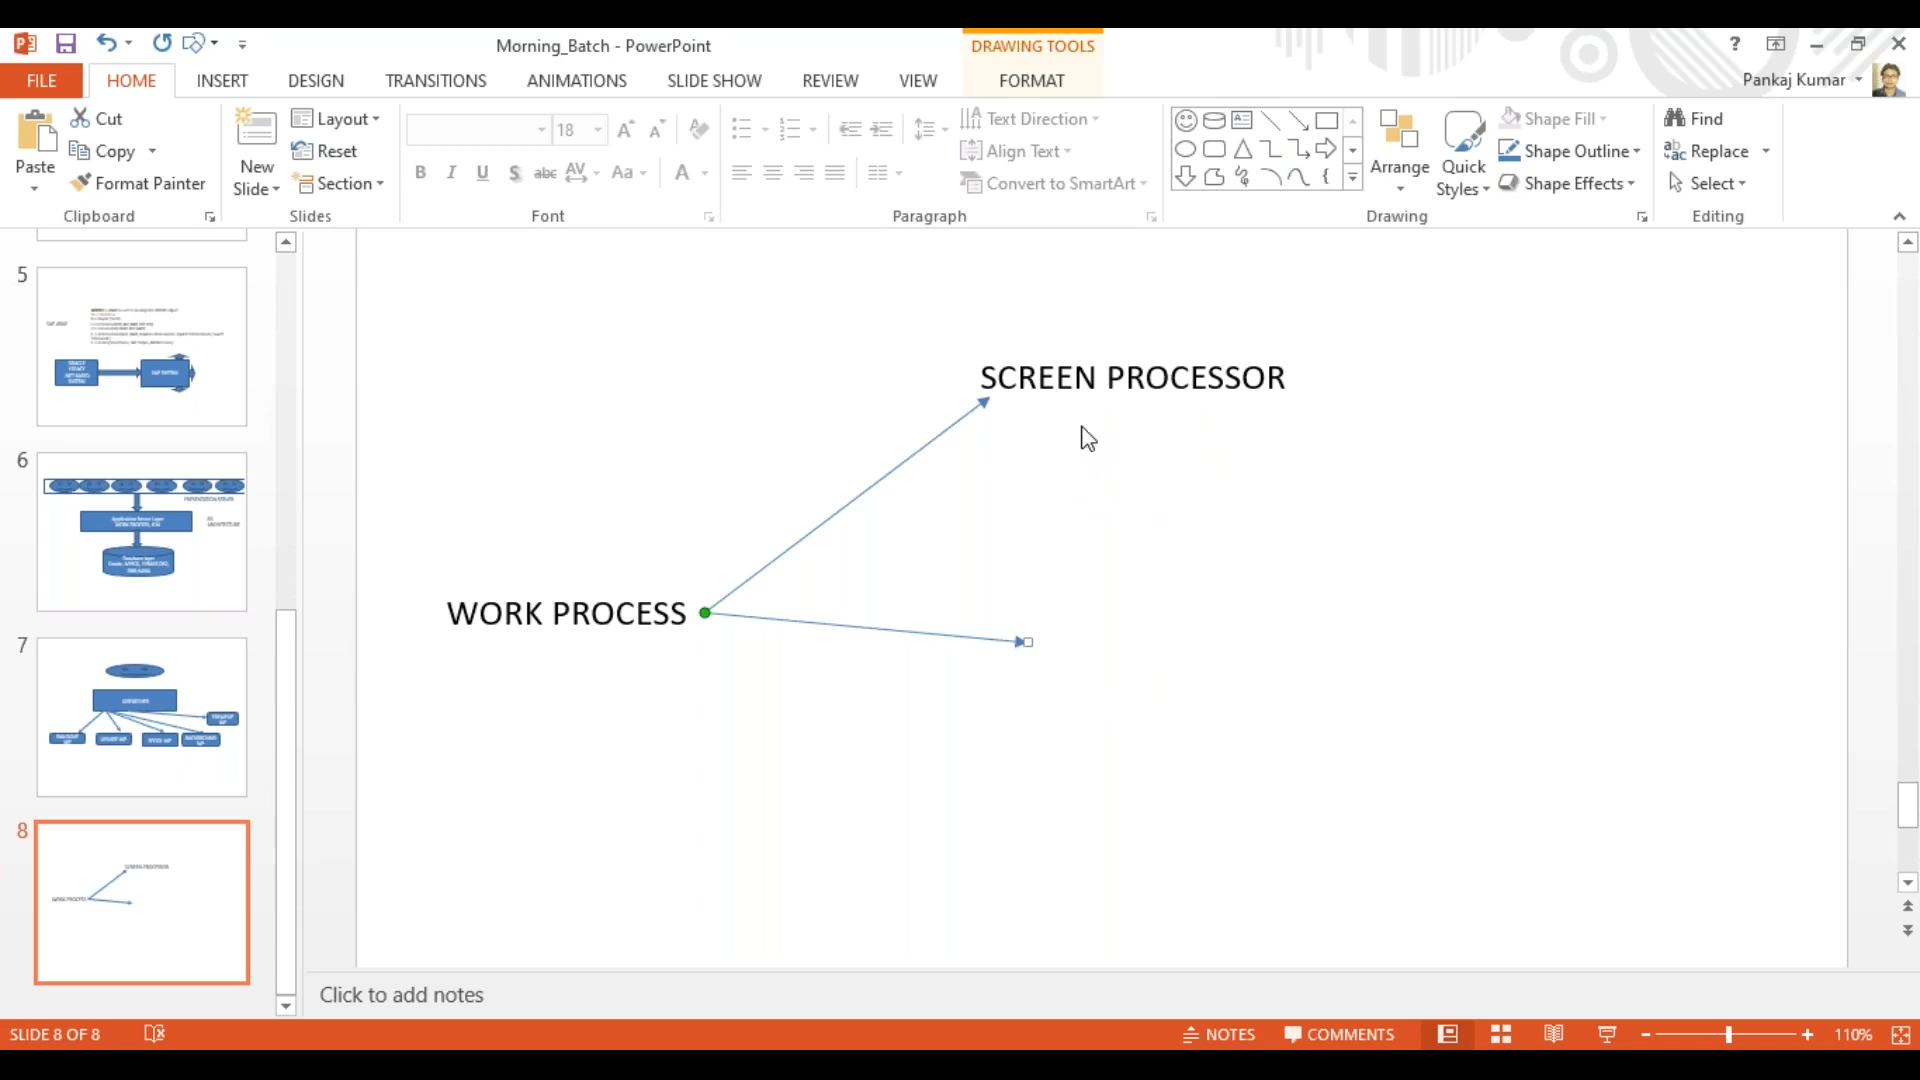 Morning_Batch - PowerPoint
DRAWING TOOLS
?
FILE
HOME
INSERT
DESIGN
TRANSITIONS
ANIMATIONS
SLIDE SHOW
REVIEW
VIEW
FORMAT
Pankaj Kumar
Paste
Cut
Copy
Format Painter
Clipboard
New
Slide
Layout
Reset
Section
Slides
18
B I U S abc AV Aa A
Font
Text Direction
Align Text
Convert to SmartArt
Paragraph
Arrange
Quick
Styles
Drawing
Shape Fill
Shape Outline
Shape Effects
Find
Replace
Select
Editing
5
6
7
8
SCREEN PROCESSOR
WORK PROCESS
Click to add notes
SLIDE 8 OF 8
NOTES
COMMENTS
110%